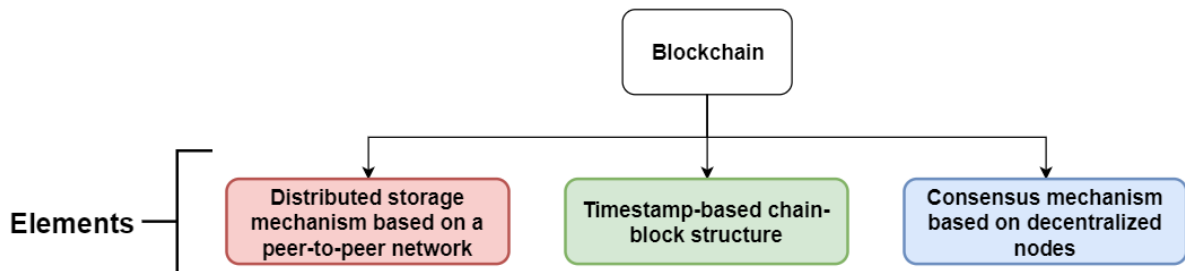 Blockchain
Elements
Distributed storage
mechanism based on a
peer-to-peer network
Timestamp-based chain-
block structure
Consensus mechanism
based on decentralized
nodes